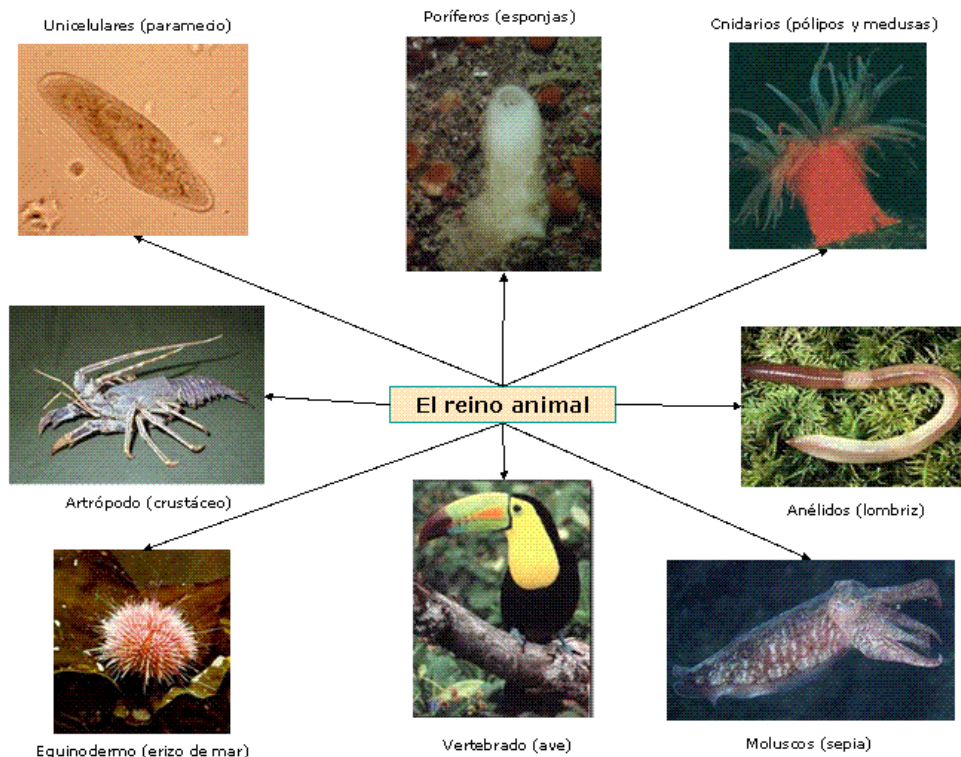 Unicelulares (paramecio)
Poríferos (esponjas)
Cnidarios (pólipos y medusas)
El reino animal
Artrópodo (crustáceo)
Anélidos (lombriz)
Equinodermo (erizo de mar)
Vertebrado (ave)
Moluscos (sepia)